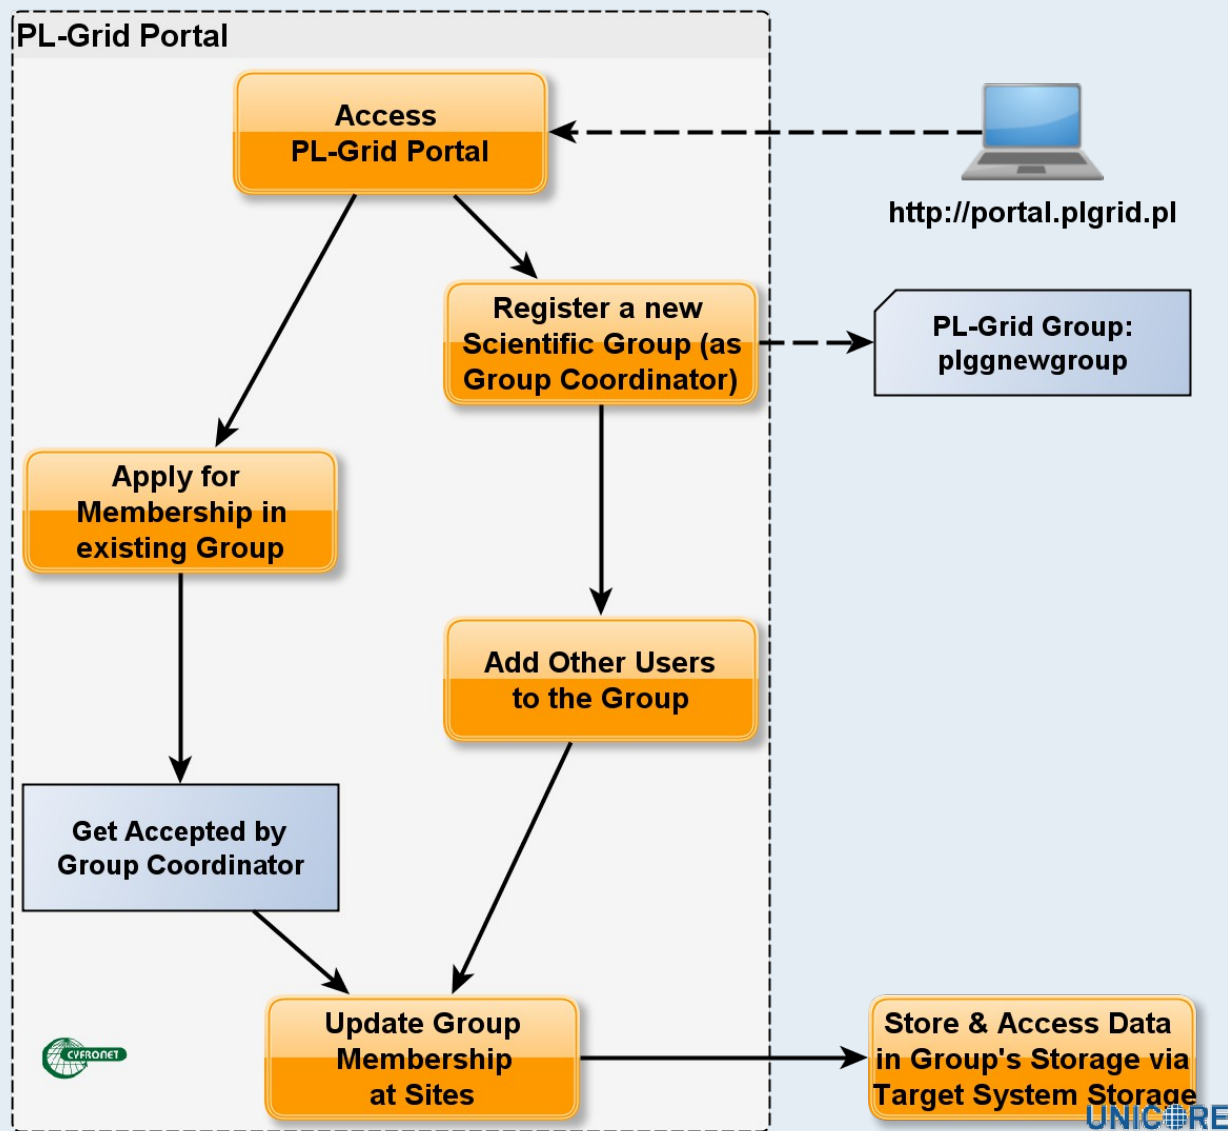 PL-Grid Portal
Access
PL-Grid Portal
http://portal.plgrid.pl
Register a new
Scientific Group (as
Group Coordinator)
PL-Grid Group:
plggnewgroup
Apply for
Membership in
existing Group
Add Other Users
to the Group
Get Accepted by
Group Coordinator
Update Group
Membership
at Sites
Store & Access Data
in Group's Storage via
Target System Storage
CYFRONET
UNICORE